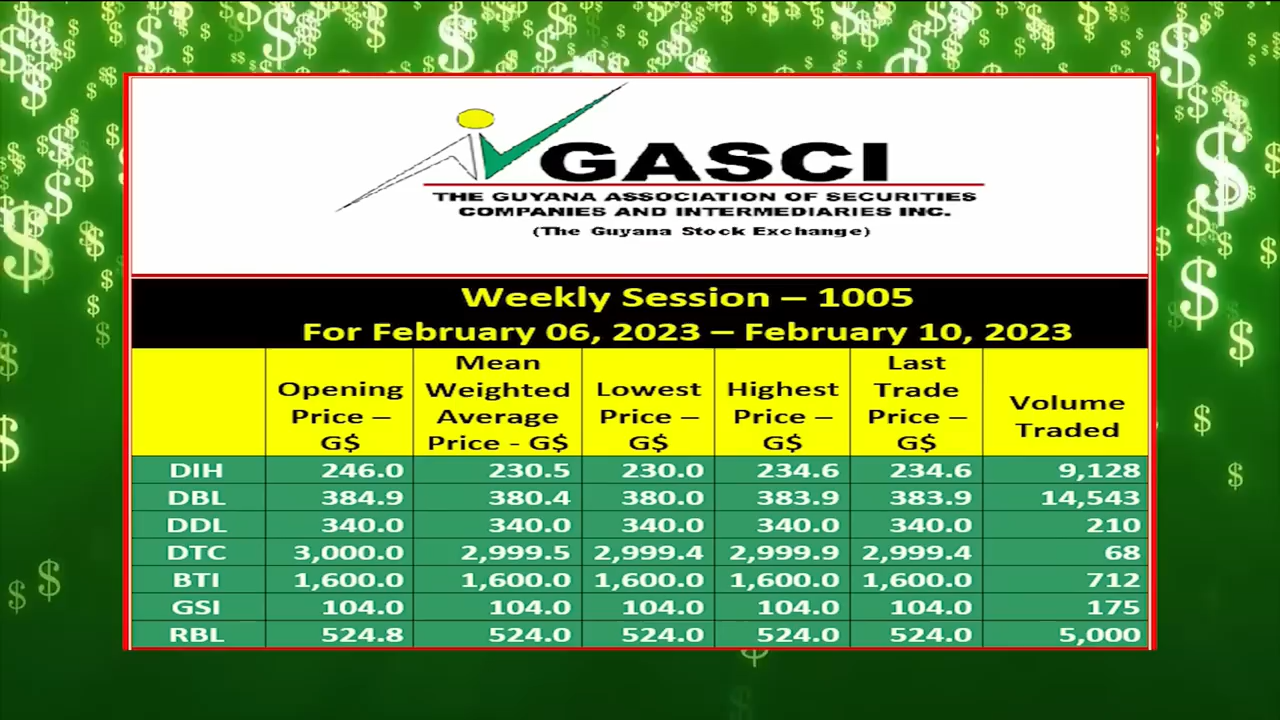 GASCI
THE GUYANA ASSOCIATION OF SECURITIES
COMPANIES AND INTERMEDIARIES INC.
(The Guyana Stock Exchange)
Weekly Session – 1005
For February 06, 2023 – February 10, 2023
Opening Price – G$ Mean Weighted Average Price - G$ Lowest Price – G$ Highest Price – G$ Last Trade Price – G$ Volume Traded
DIH 246.0 230.5 230.0 234.6 234.6 9,128
DBL 384.9 380.4 380.0 383.9 383.9 14,543
DDL 340.0 340.0 340.0 340.0 340.0 210
DTC 3,000.0 2,999.5 2,999.4 2,999.9 2,999.4 68
BTI 1,600.0 1,600.0 1,600.0 1,600.0 1,600.0 712
GSI 104.0 104.0 104.0 104.0 104.0 175
RBL 524.8 524.0 524.0 524.0 524.0 5,000